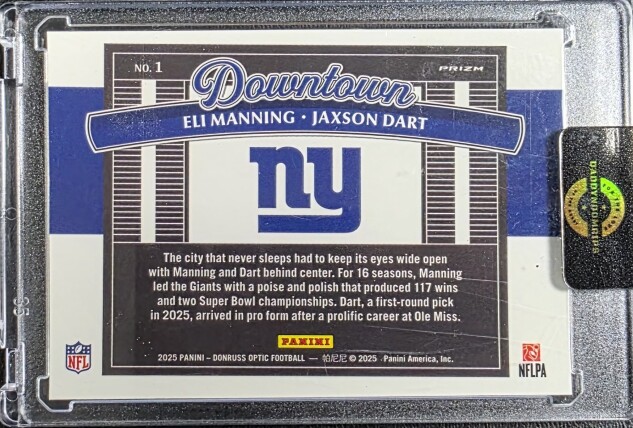 NO. 1
PRIZM
Downtown
ELI MANNING • JAXSON DART
ny
The city that never sleeps had to keep its eyes wide open
with Manning and Dart behind center. For 16 seasons, Manning
led the Giants with a poise and polish that produced 117 wins
and two Super Bowl championships. Dart, a first-round pick
in 2025, arrived in pro form after a prolific career at Ole Miss.
PANINI
2025 PANINI – DONRUSS OPTIC FOOTBALL — 帕尼尼 © 2025 Panini America, Inc.
NFL
NFLPA
DADDYNDOMRIPS